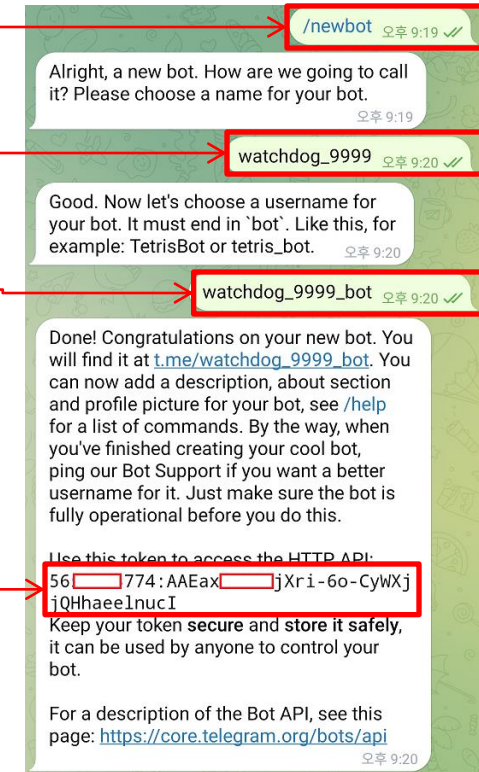 /newbot 오후 9:19
Alright, a new bot. How are we going to call
it? Please choose a name for your bot.
오후 9:19
watchdog_9999 오후 9:20
Good. Now let's choose a username for
your bot. It must end in `bot`. Like this, for
example: TetrisBot or tetris_bot. 오후 9:20
watchdog_9999_bot 오후 9:20
Done! Congratulations on your new bot. You
will find it at t.me/watchdog_9999_bot. You
can now add a description, about section
and profile picture for your bot, see /help
for a list of commands. By the way, when
you've finished creating your cool bot,
ping our Bot Support if you want a better
username for it. Just make sure the bot is
fully operational before you do this.
Use this token to access the HTTP API:
56 774:AAEax jXri-6o-CyWXj
jQHhaeelnucI
Keep your token secure and store it safely,
it can be used by anyone to control your
bot.
For a description of the Bot API, see this
page: https://core.telegram.org/bots/api
오후 9:20